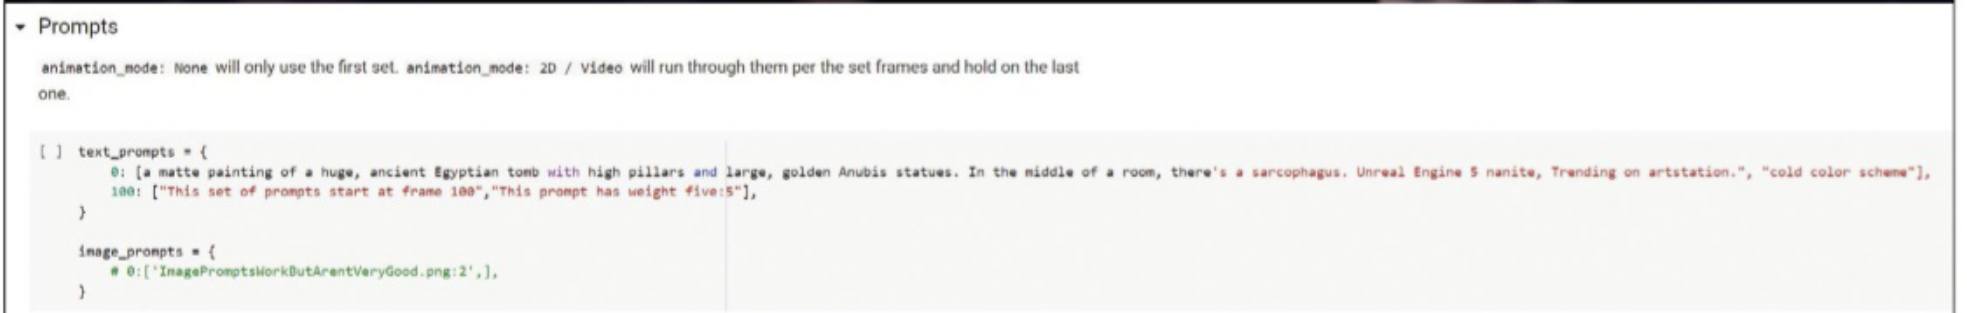 Prompts
animation_mode: None will only use the first set. animation_mode: 2D / Video will run through them per the set frames and hold on the last
one.
[ ] text_prompts = {
0: [a matte painting of a huge, ancient Egyptian tomb with high pillars and large, golden Anubis statues. In the middle of a room, there's a sarcophagus. Unreal Engine 5 nanite, Trending on artstation.", "cold color scheme"],
100: ["This set of prompts start at frame 100","This prompt has weight five:5"],
}
image_prompts = {
# 0:['ImagePromptsWorkButArentVeryGood.png:2',],
}